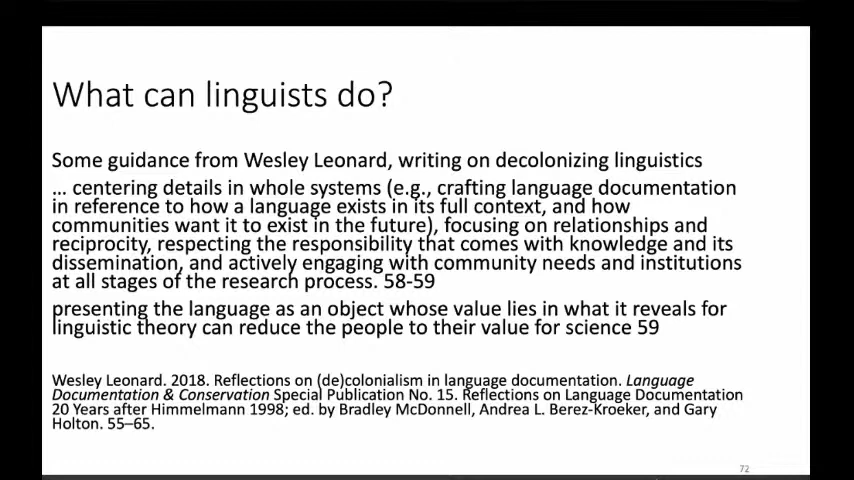 What can linguists do?
Some guidance from Wesley Leonard, writing on decolonizing linguistics
… centering details in whole systems (e.g., crafting language documentation
in reference to how a language exists in its full context, and how
communities want it to exist in the future), focusing on relationships and
reciprocity, respecting the responsibility that comes with knowledge and its
dissemination, and actively engaging with community needs and institutions
at all stages of the research process. 58-59
presenting the language as an object whose value lies in what it reveals for
linguistic theory can reduce the people to their value for science 59
Wesley Leonard. 2018. Reflections on (de)colonialism in language documentation. Language
Documentation & Conservation Special Publication No. 15. Reflections on Language Documentation
20 Years after Himmelmann 1998; ed. by Bradley McDonnell, Andrea L. Berez-Kroeker, and Gary
Holton. 55–65.
72